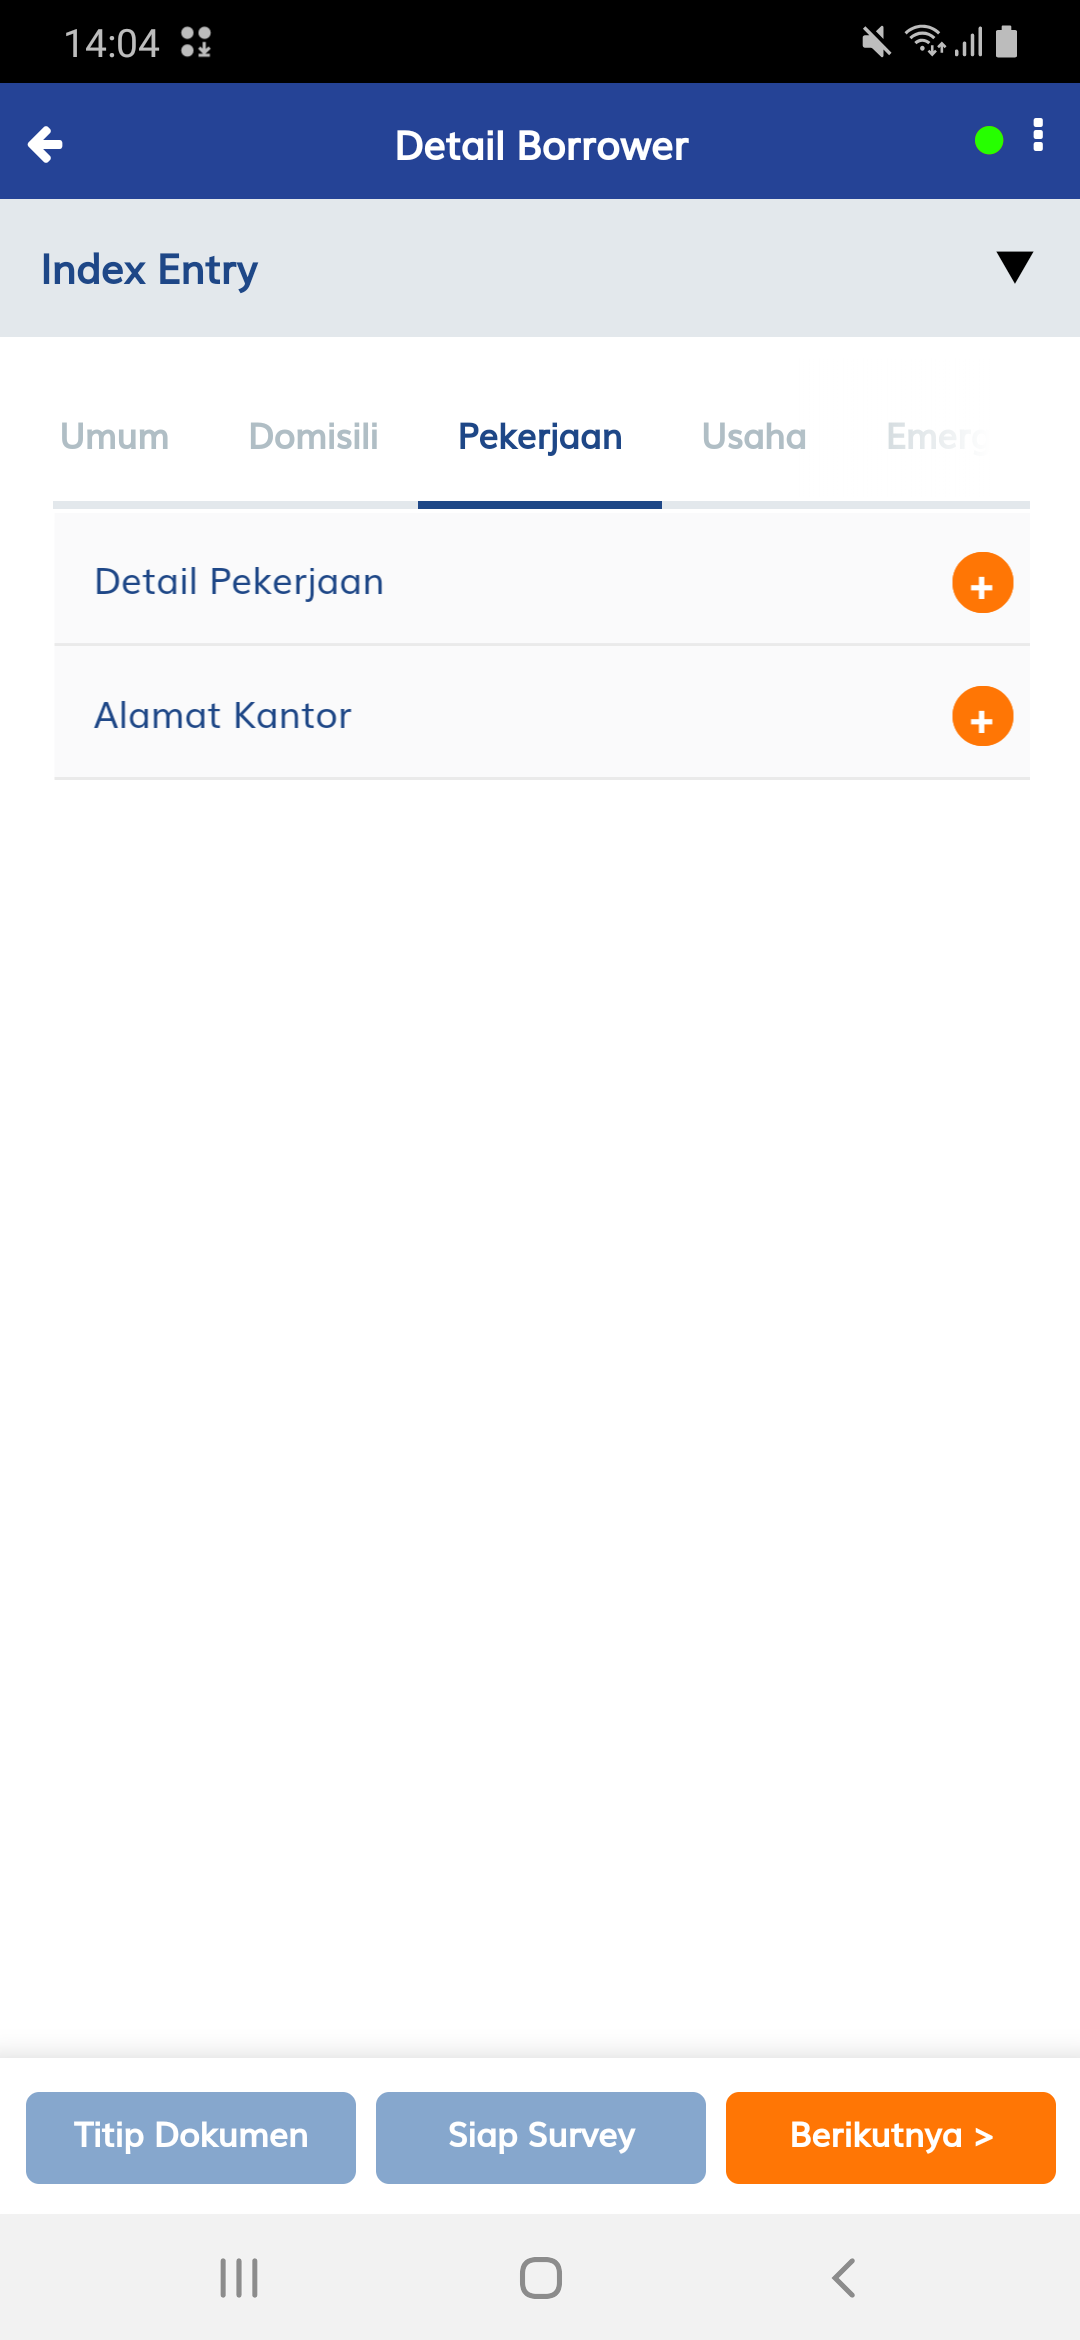 14:04
Detail Borrower
Index Entry
Umum Domisili Pekerjaan Usaha Emerg
Detail Pekerjaan
+
Alamat Kantor
+
Titip Dokumen Siap Survey Berikutnya >